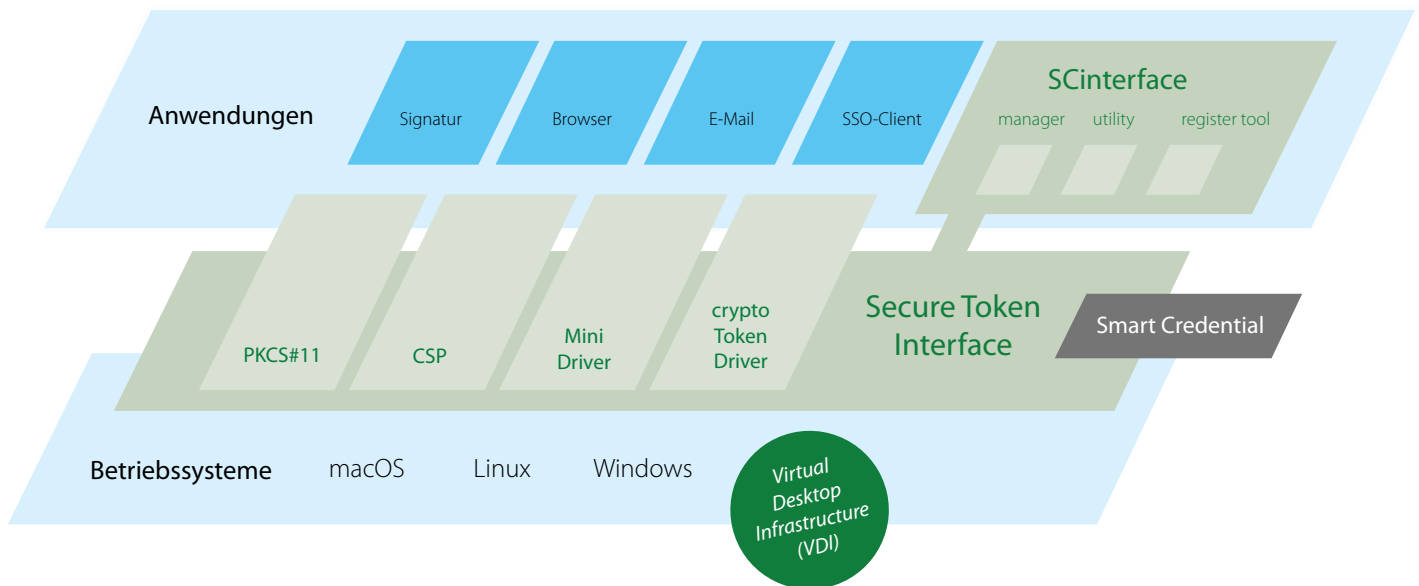 Anwendungen
Signatur
Browser
E-Mail
SSO-Client
SCinterface
manager
utility
register tool
PKCS#11
CSP
Mini
Driver
crypto
Token
Driver
Secure Token
Interface
Smart Credential
Betriebssysteme
macOS
Linux
Windows
Virtual
Desktop
Infrastructure
(VDI)